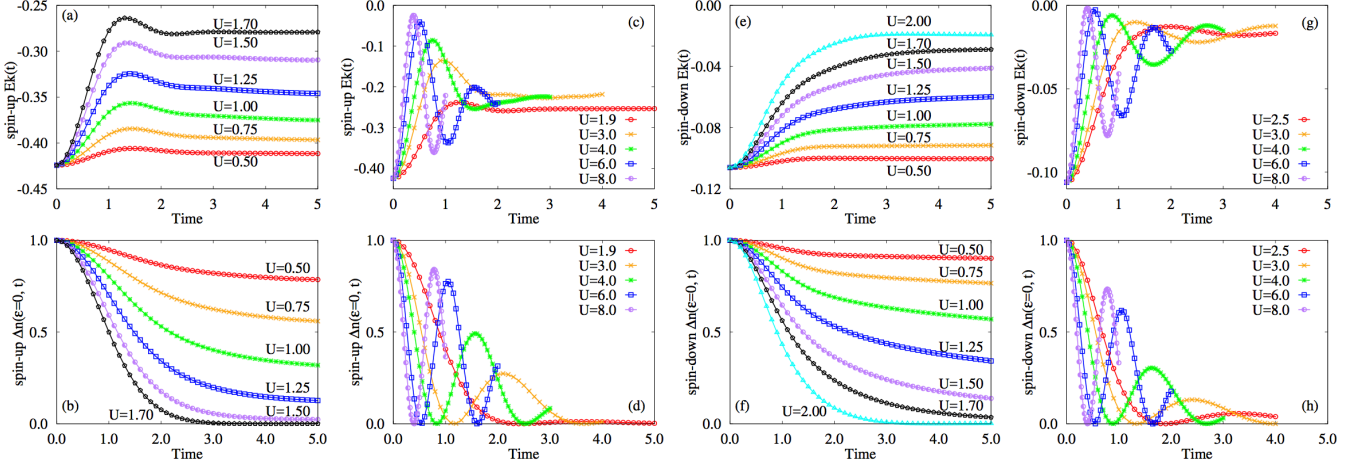 (a)
U=1.70
U=1.50
U=1.25
U=1.00
U=0.75
U=0.50
-0.25
-0.30
-0.35
-0.40
-0.45
spin-up Ek(t)
0 1 2 3 4 5
Time
(c)
0.0
-0.1
-0.2
-0.3
-0.40
spin-up Ek(t)
U=1.9
U=3.0
U=4.0
U=6.0
U=8.0
0 1 2 3 4 5
Time
(e)
U=2.00
U=1.70
U=1.50
U=1.25
U=1.00
U=0.75
U=0.50
0.00
-0.04
-0.08
-0.12
spin-down Ek(t)
0 1 2 3 4 5
Time
(g)
0.00
-0.05
-0.10
spin-down Ek(t)
U=2.5
U=3.0
U=4.0
U=6.0
U=8.0
0 1 2 3 4 5
Time
(b)
1.0
0.5
0.0
spin-up Δn(ε=0, t)
U=0.50
U=0.75
U=1.00
U=1.25
U=1.50
U=1.70
0.0 1.0 2.0 3.0 4.0 5.0
Time
(d)
1.0
0.5
0.0
spin-up Δn(ε=0, t)
U=1.9
U=3.0
U=4.0
U=6.0
U=8.0
0.0 1.0 2.0 3.0 4.0 5.0
Time
(f)
1.0
0.5
0.0
spin-down Δn(ε=0, t)
U=0.50
U=0.75
U=1.00
U=1.25
U=1.50
U=1.70
U=2.00
0.0 1.0 2.0 3.0 4.0 5.0
Time
(h)
1.0
0.5
0.0
spin-down Δn(ε=0, t)
U=2.5
U=3.0
U=4.0
U=6.0
U=8.0
0.0 1.0 2.0 3.0 4.0 5.0
Time